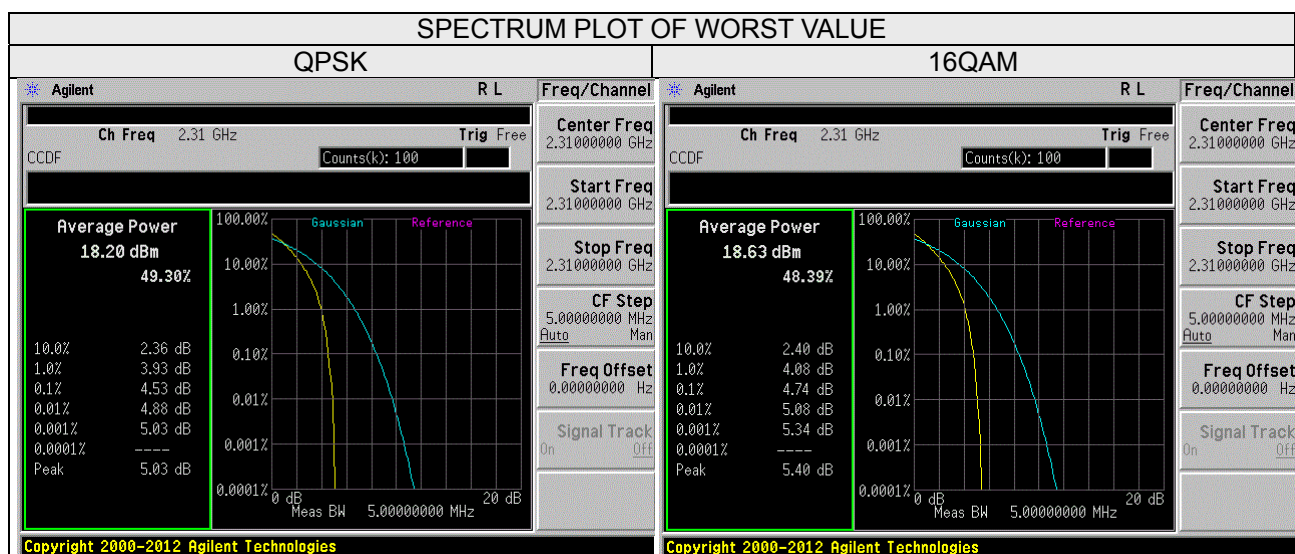 SPECTRUM PLOT OF WORST VALUE
QPSK
16QAM
Agilent
R L
Freq/Channel
Ch Freq 2.31 GHz
Trig Free
CCDF
Counts(k): 100
Average Power
18.20 dBm
49.30%
10.0% 2.36 dB
1.0% 3.93 dB
0.1% 4.53 dB
0.01% 4.88 dB
0.001% 5.03 dB
0.0001% ----
Peak 5.03 dB
Gaussian
Reference
100.00%
10.00%
1.00%
0.10%
0.01%
0.001%
0.0001%
0 dB
20 dB
Meas BW 5.00000000 MHz
Center Freq
2.31000000 GHz
Start Freq
2.31000000 GHz
Stop Freq
2.31000000 GHz
CF Step
5.00000000 MHz
Auto Man
Freq Offset
0.00000000 Hz
Signal Track
On Off
Copyright 2000-2012 Agilent Technologies
Agilent
R L
Freq/Channel
Ch Freq 2.31 GHz
Trig Free
CCDF
Counts(k): 100
Average Power
18.63 dBm
48.39%
10.0% 2.40 dB
1.0% 4.08 dB
0.1% 4.74 dB
0.01% 5.08 dB
0.001% 5.34 dB
0.0001% ----
Peak 5.40 dB
Gaussian
Reference
100.00%
10.00%
1.00%
0.10%
0.01%
0.001%
0.0001%
0 dB
20 dB
Meas BW 5.00000000 MHz
Center Freq
2.31000000 GHz
Start Freq
2.31000000 GHz
Stop Freq
2.31000000 GHz
CF Step
5.00000000 MHz
Auto Man
Freq Offset
0.00000000 Hz
Signal Track
On Off
Copyright 2000-2012 Agilent Technologies